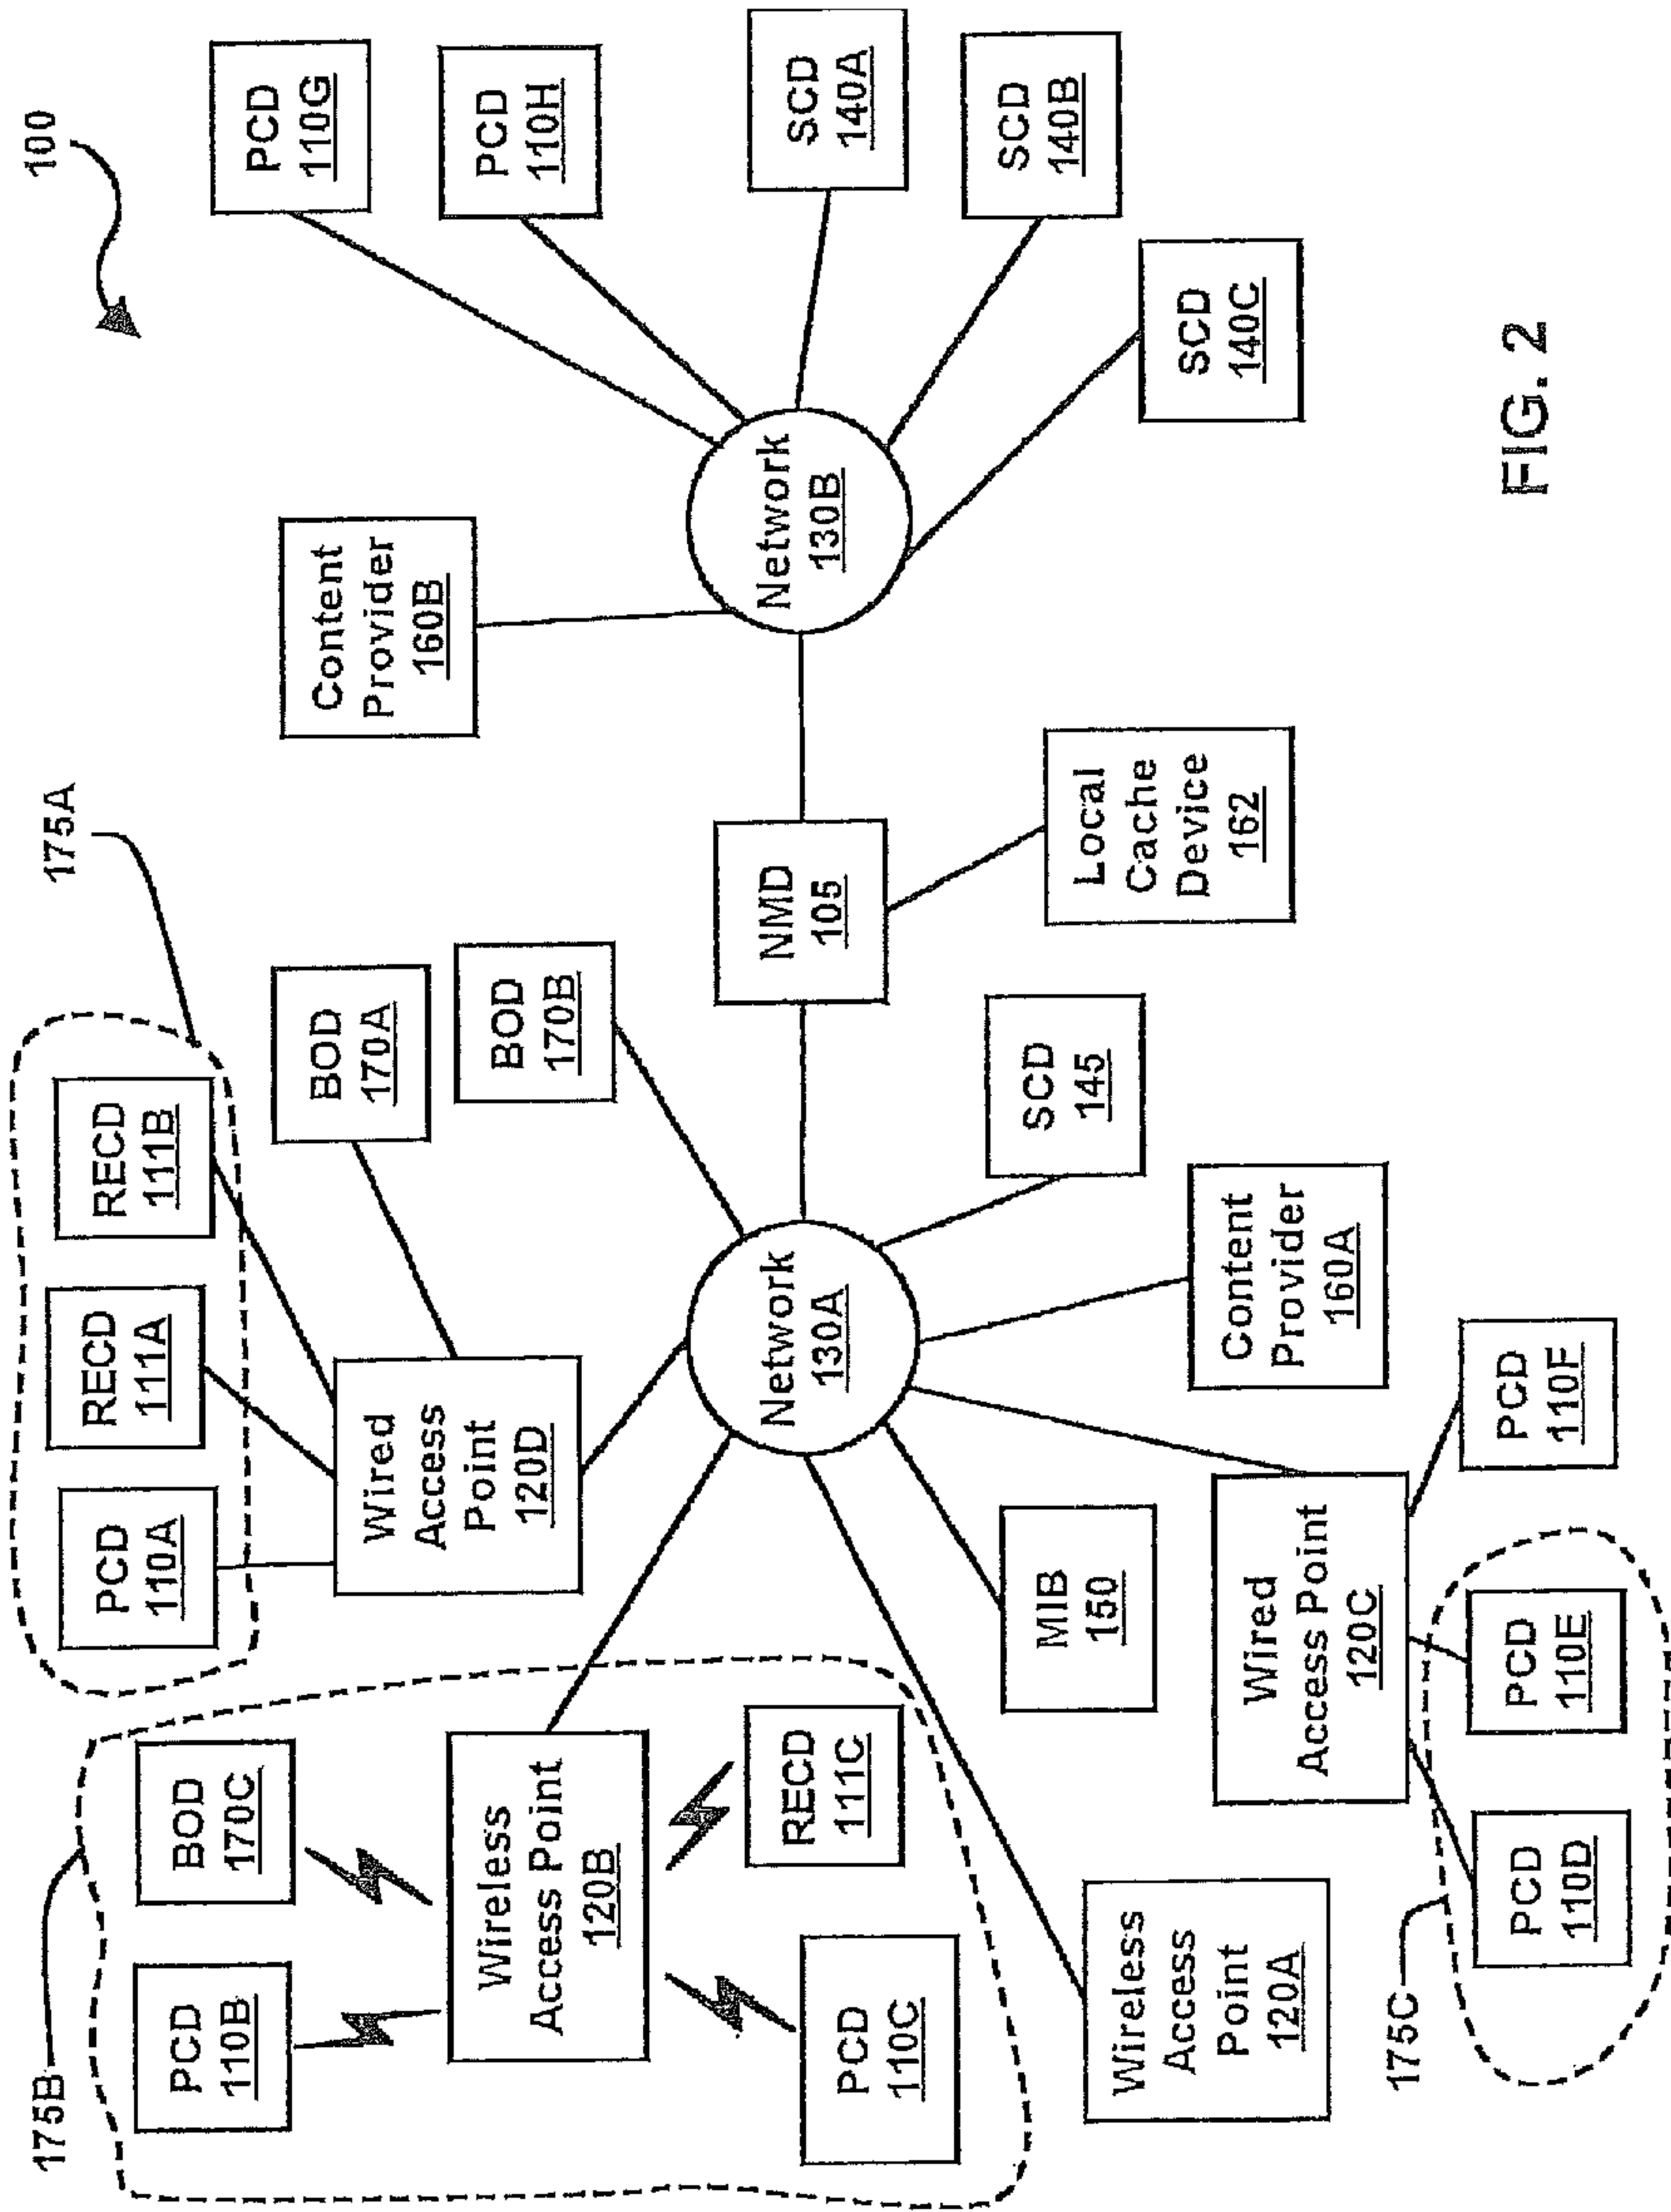 100
175B
175A
PCD
110B
BOD
170C
PCD
110A
RECD
111A
RECD
111B
Wireless
Access Point
120B
PCD
110C
RECD
111C
Wired
Access
Point
120D
BOD
170A
BOD
170B
Content
Provider
160B
PCD
110G
PCD
110H
SCD
140A
SCD
140B
SCD
140C
Network
130A
NMD
105
Network
130B
Wireless
Access
Point
120A
MIB
150
SCD
145
Local
Cache
Device
162
Content
Provider
160A
Wired
Access Point
120C
175C
PCD
110D
PCD
110E
PCD
110F
FIG. 2